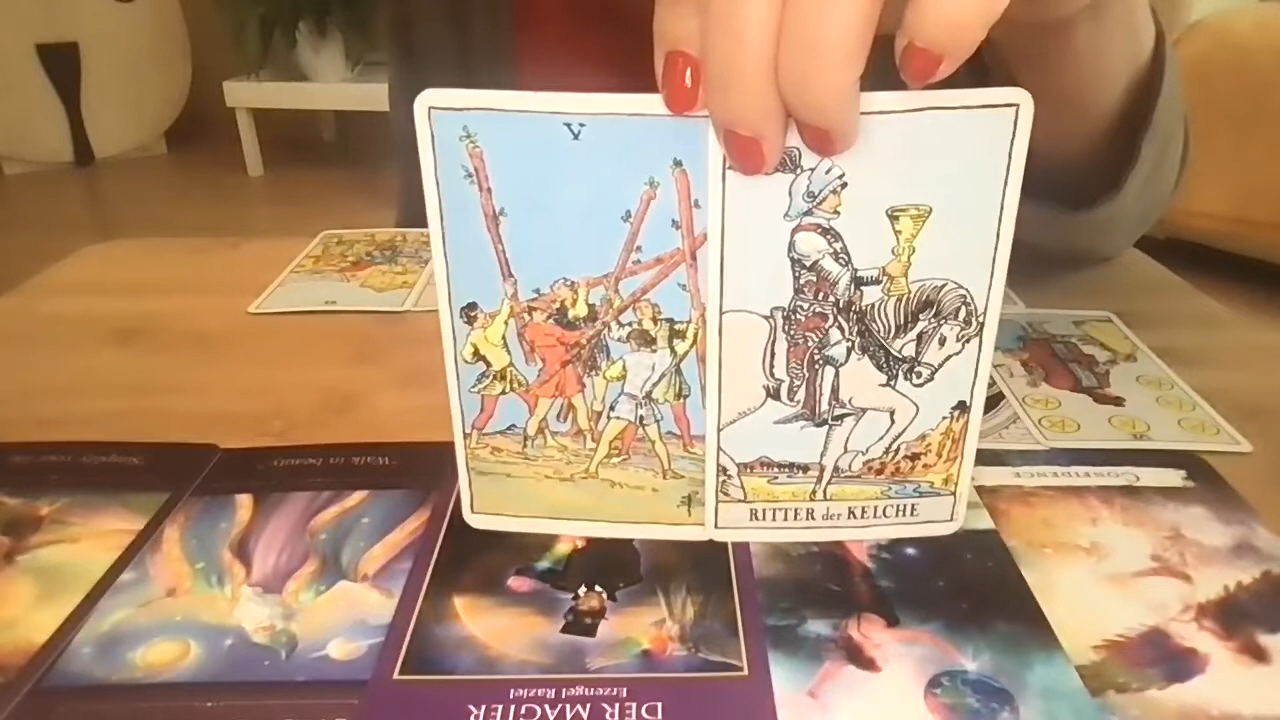 V
RITTER der KELCHE
"Walk in beauty"
CONFIDENCE
Erzengel Raziel
DER MAGIER